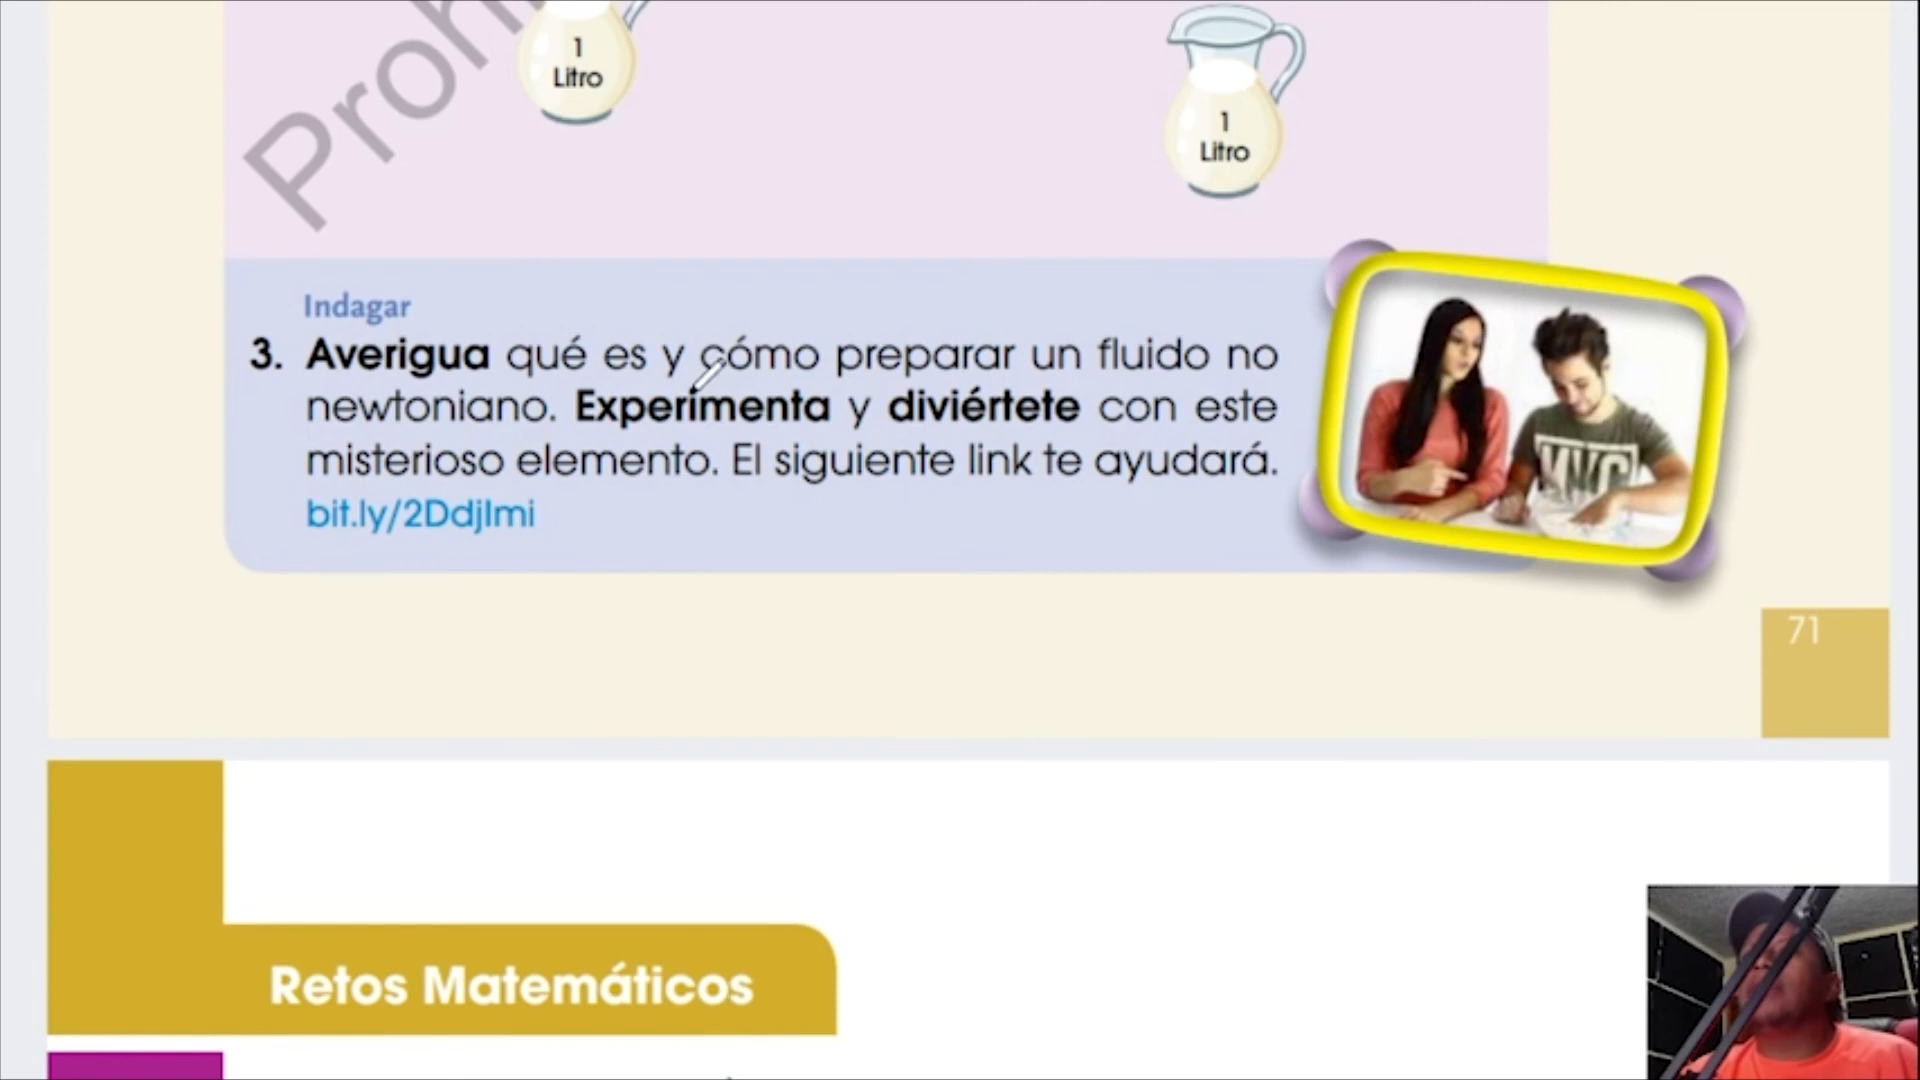 Proh
1
Litro
1
Litro
Indagar
3. Averigua qué es y cómo preparar un fluido no
newtoniano. Experimenta y diviértete con este
misterioso elemento. El siguiente link te ayudará.
bit.ly/2DdjImi
71
Retos Matemáticos